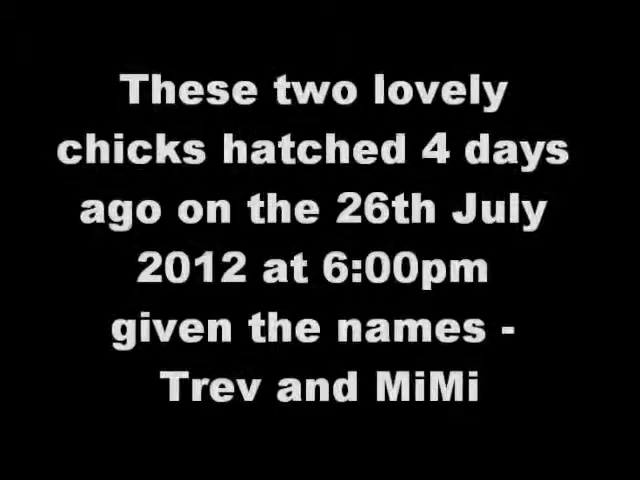 These two lovely
chicks hatched 4 days
ago on the 26th July
2012 at 6:00pm
given the names -
Trev and MiMi